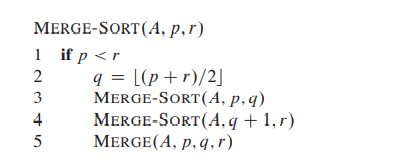 MERGE-SORT(A, p, r)
1 if p < r
2 q = ⌊(p + r)/2⌋
3 MERGE-SORT(A, p, q)
4 MERGE-SORT(A, q + 1, r)
5 MERGE(A, p, q, r)